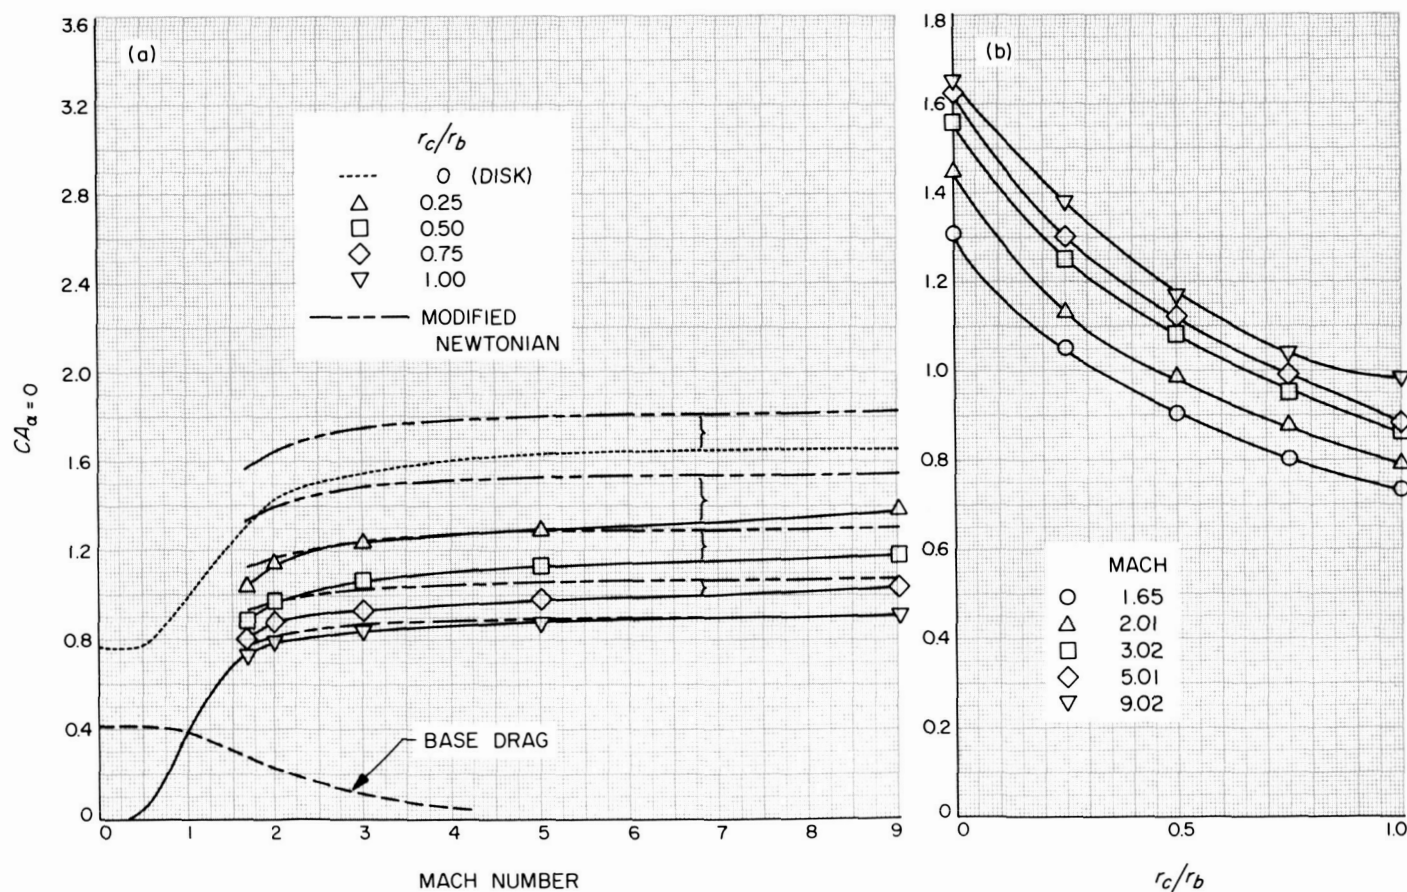 (a)
3.6
3.2
2.8
2.4
2.0
1.6
1.2
0.8
0.4
0
CA α = 0
r_c/r_b
0 (DISK)
0.25
0.50
0.75
1.00
MODIFIED
NEWTONIAN
BASE DRAG
0 1 2 3 4 5 6 7 8 9
MACH NUMBER
(b)
1.8
1.6
1.4
1.2
1.0
0.8
0.6
0.4
0.2
0
MACH
1.65
2.01
3.02
5.01
9.02
0 0.5 1.0
r_c/r_b